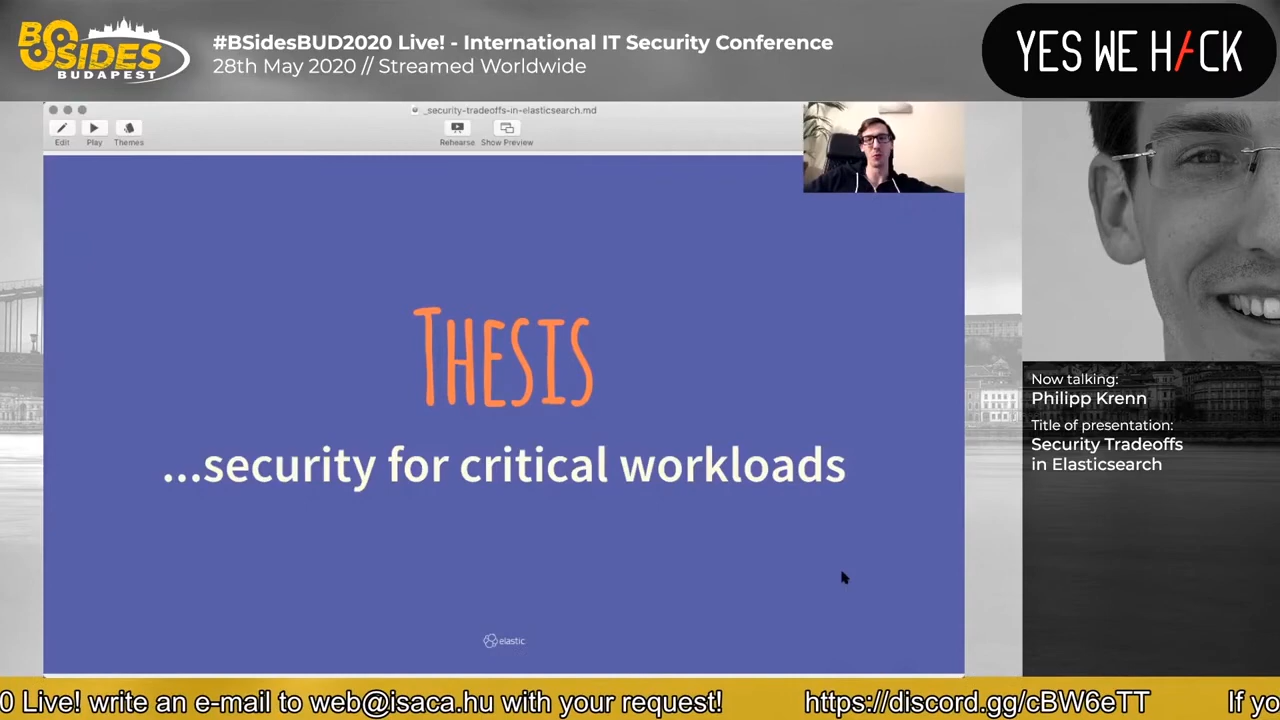 BSIDES
BUDAPEST
#BSidesBUD2020 Live! - International IT Security Conference
28th May 2020 // Streamed Worldwide
YES WE H/CK
_security-tradeoffs-in-elasticsearch.md
Edit
Play
Themes
Rehearse
Show Preview
THESIS
...security for critical workloads
elastic
Now talking:
Philipp Krenn
Title of presentation:
Security Tradeoffs
in Elasticsearch
0 Live! write an e-mail to web@isaca.hu with your request! https://discord.gg/cBW6eTT If yo